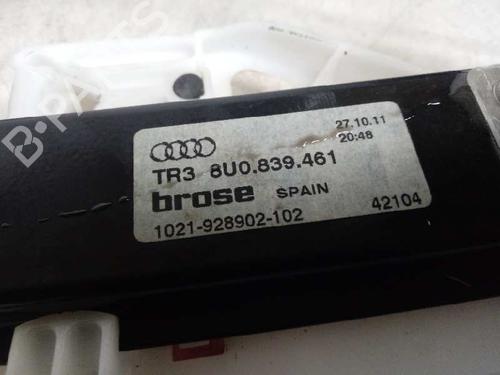 27.10.11
20:48
TR3 8U0.839.461
brose SPAIN
1021-928902-102 42104
B-PARTS